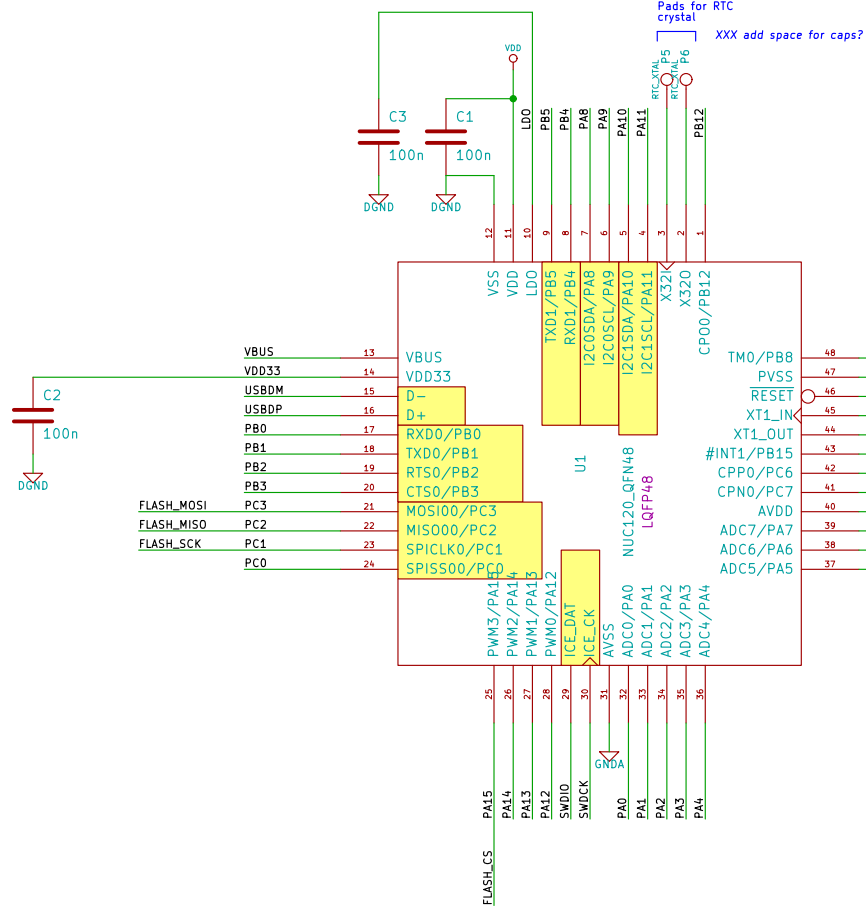 Pads for RTC
crystal
XXX add space for caps?
P5
P6
RTC_XTAL
RTC_XTAL
VDD
C3
100n
C1
100n
DGND
DGND
LDO
PB5
PB4
PA8
PA9
PA10
PA11
PB12
12
11
10
9
8
7
6
5
4
3
2
1
VSS
VDD
LDO
TXD1/PB5
RXD1/PB4
I2C0SDA/PA8
I2C0SCL/PA9
I2C1SDA/PA10
I2C1SCL/PA11
X32I
X32O
CPO0/PB12
VBUS 13 VBUS
VDD33 14 VDD33
USBDM 15 D-
USBDP 16 D+
PB0 17 RXD0/PB0
PB1 18 TXD0/PB1
PB2 19 RTS0/PB2
PB3 20 CTS0/PB3
FLASH_MOSI PC3 21 MOSI00/PC3
FLASH_MISO PC2 22 MISO00/PC2
FLASH_SCK PC1 23 SPICLK0/PC1
PC0 24 SPISS00/PC0
C2
100n
DGND
U1
NUC120_QFN48
LQFP48
TM0/PB8 48
PVSS 47
RESET 46
XT1_IN 45
XT1_OUT 44
#INT1/PB15 43
CPP0/PC6 42
CPN0/PC7 41
AVDD 40
ADC7/PA7 39
ADC6/PA6 38
ADC5/PA5 37
PWM3/PA15
PWM2/PA14
PWM1/PA13
PWM0/PA12
ICE_DAT
ICE_CK
AVSS
ADC0/PA0
ADC1/PA1
ADC2/PA2
ADC3/PA3
ADC4/PA4
25
26
27
28
29
30
31
32
33
34
35
36
GNDA
PA15
PA14
PA13
PA12
SWDIO
SWDCK
PA0
PA1
PA2
PA3
PA4
FLASH_CS